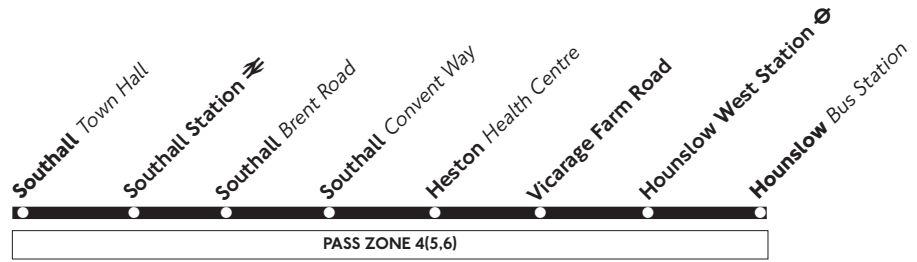 Southall Town Hall
Southall Station
Southall Brent Road
Southall Convent Way
Heston Health Centre
Vicarage Farm Road
Hounslow West Station
Hounslow Bus Station
PASS ZONE 4(5,6)